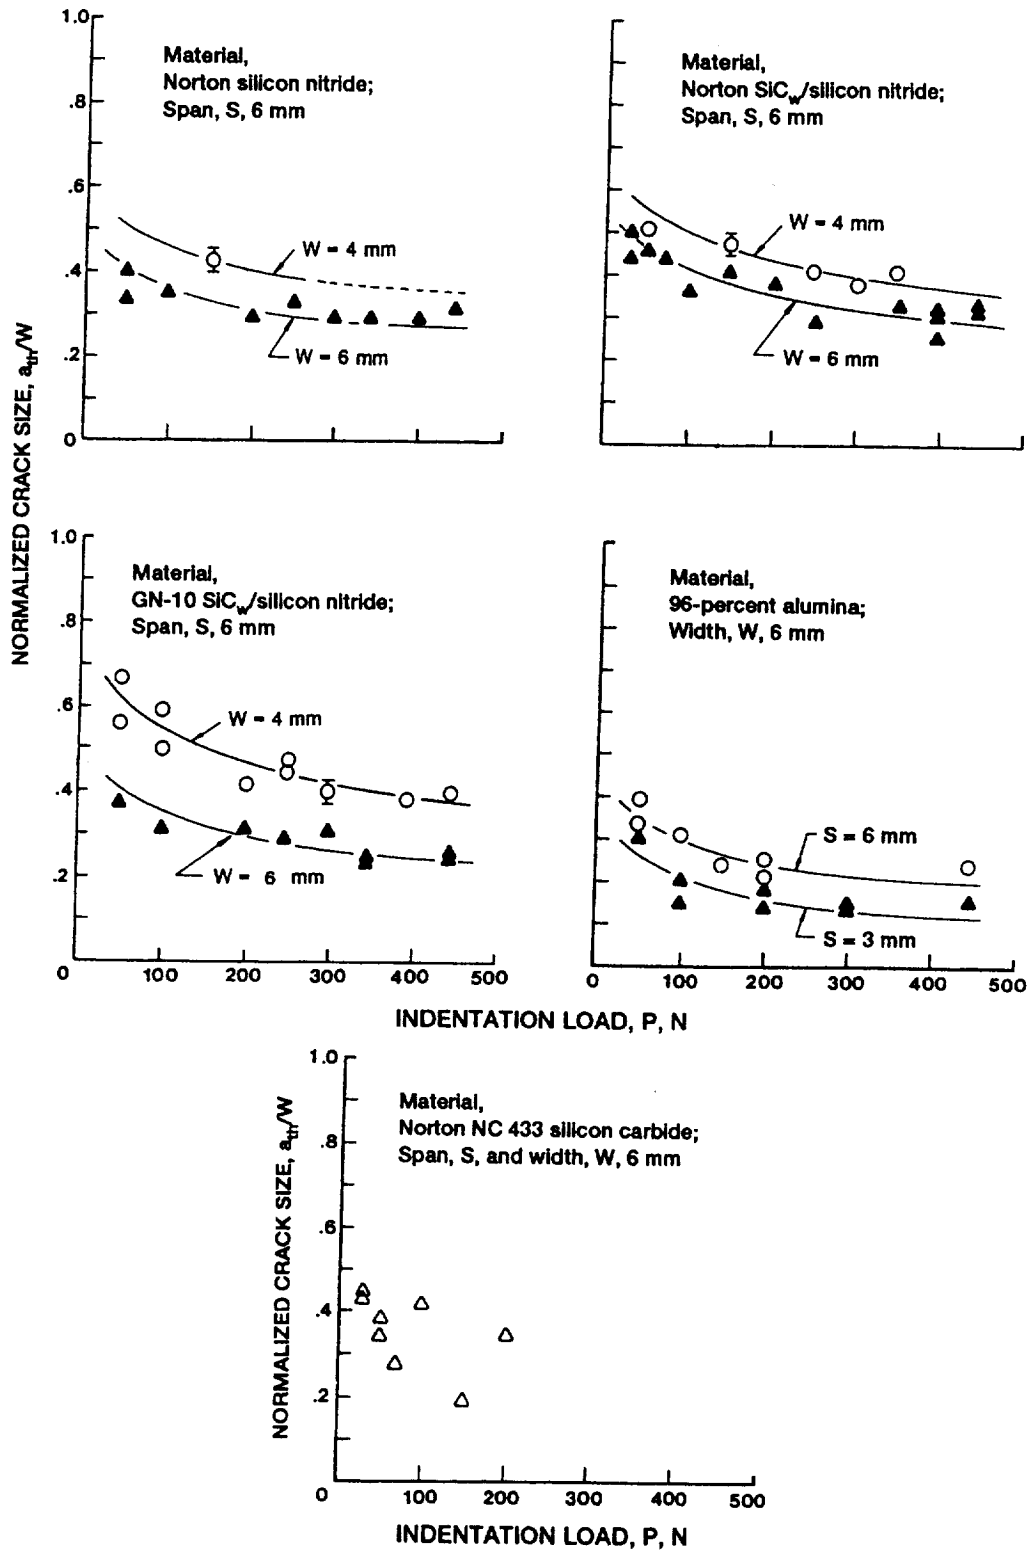 1.0
Material,
Norton silicon nitride;
Span, S, 6 mm
.8
.6
W = 4 mm
.4
W = 6 mm
.2
0
Material,
Norton SiCw/silicon nitride;
Span, S, 6 mm
W = 4 mm
W = 6 mm
NORMALIZED CRACK SIZE, ath/W
1.0
Material,
GN-10 SiCw/silicon nitride;
Span, S, 6 mm
.8
.6
W = 4 mm
.4
W = 6 mm
.2
0 100 200 300 400 500
Material,
96-percent alumina;
Width, W, 6 mm
S = 6 mm
S = 3 mm
0 100 200 300 400 500
INDENTATION LOAD, P, N
1.0
Material,
Norton NC 433 silicon carbide;
Span, S, and width, W, 6 mm
.8
.6
.4
.2
NORMALIZED CRACK SIZE, ath/W
0 100 200 300 400 500
INDENTATION LOAD, P, N